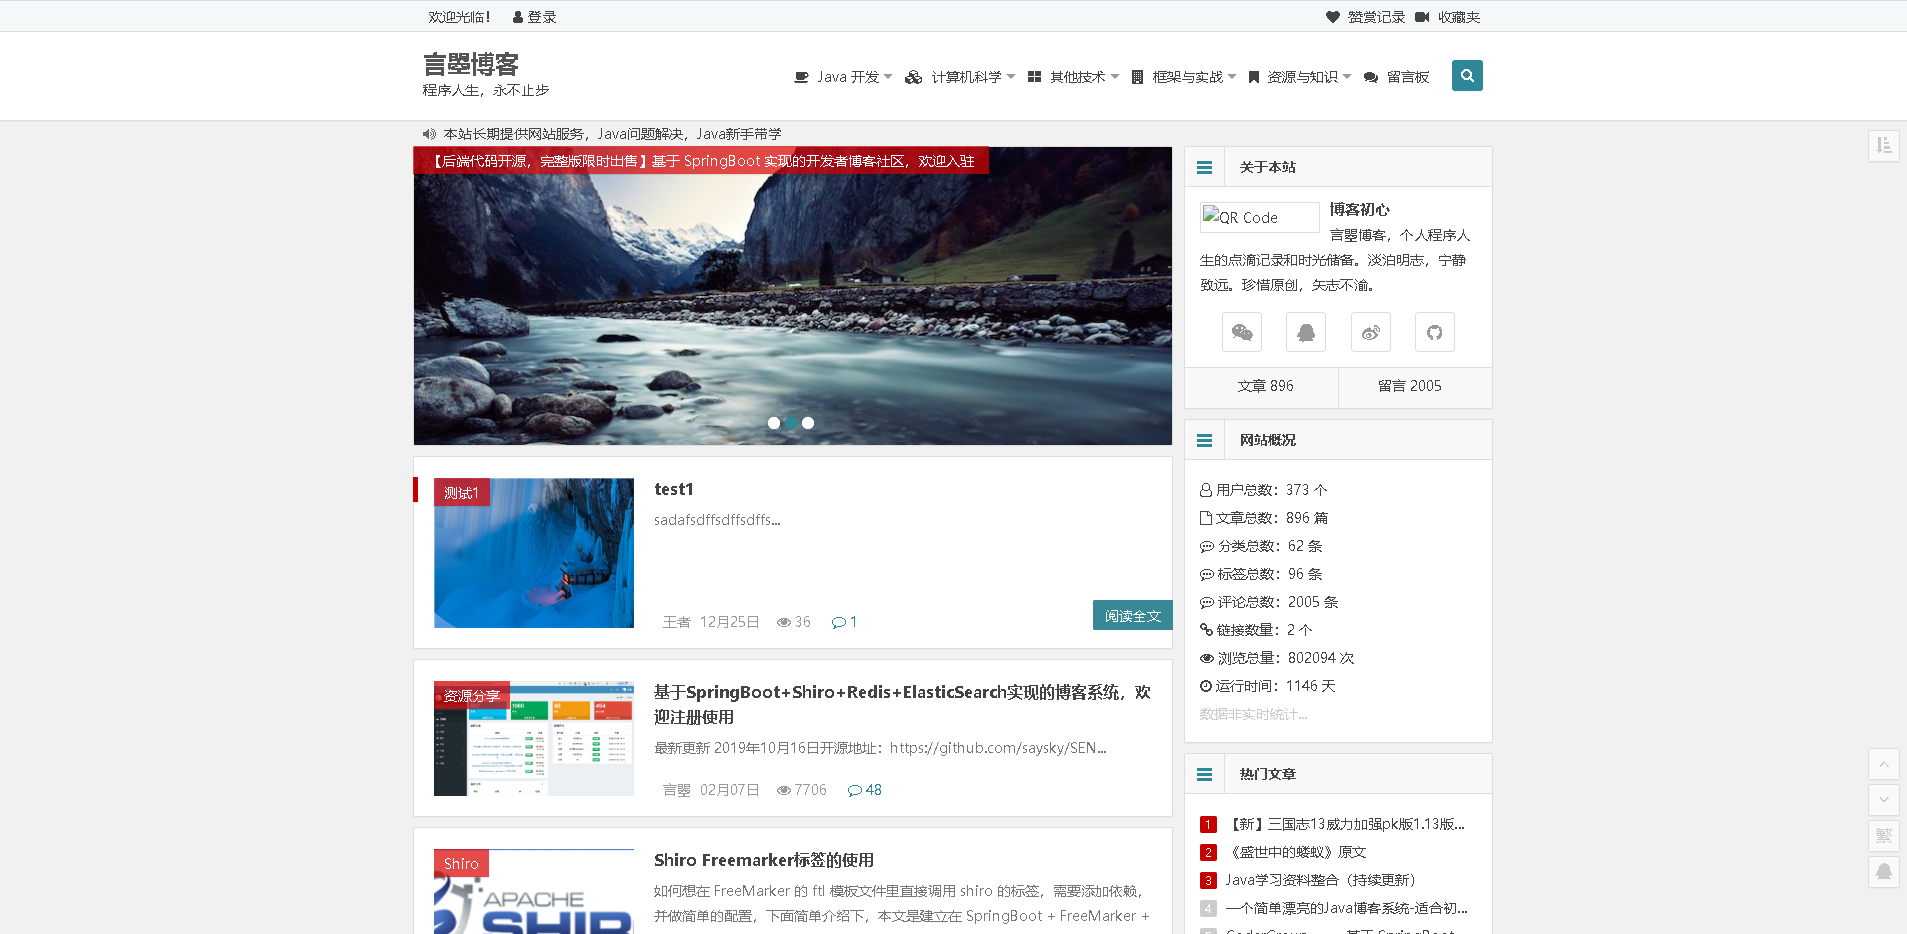 欢迎光临！ 登录 赞赏记录 收藏夹
言曌博客
程序人生，永不止步
Java 开发 计算机科学 其他技术 框架与实战 资源与知识 留言板
本站长期提供网站服务，Java问题解决，Java新手带学
【后端代码开源，完整版限时出售】基于 SpringBoot 实现的开发者博客社区，欢迎入驻
测试1
test1
sadafsdffsdffsdffs...
王者 12月25日 36 1
阅读全文
资源分享
基于SpringBoot+Shiro+Redis+ElasticSearch实现的博客系统，欢
迎注册使用
最新更新 2019年10月16日开源地址：https://github.com/saysky/SEN...
言曌 02月07日 7706 48
Shiro
APACHE
Shiro Freemarker标签的使用
如何想在 FreeMarker 的 ftl 模板文件里直接调用 shiro 的标签，需要添加依赖，
并做简单的配置，下面简单介绍下，本文是建立在 SpringBoot + FreeMarker +
关于本站
QR Code
博客初心
言曌博客，个人程序人
生的点滴记录和时光储备。淡泊明志，宁静
致远。珍惜原创，矢志不渝。
文章 896 留言 2005
网站概况
用户总数：373 个
文章总数：896 篇
分类总数：62 条
标签总数：96 条
评论总数：2005 条
链接数量：2 个
浏览总量：802094 次
运行时间：1146 天
数据非实时统计...
热门文章
1 【新】三国志13威力加强pk版1.13版...
2 《盛世中的蝼蚁》原文
3 Java学习资料整合（持续更新）
4 一个简单漂亮的Java博客系统-适合初...
繁